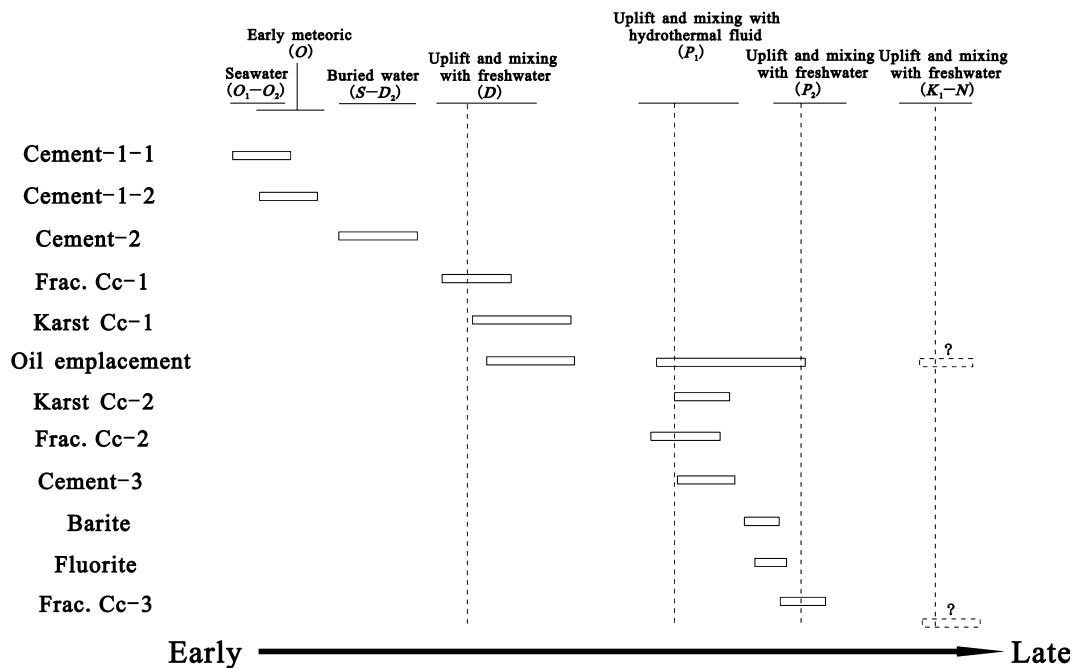 Early meteoric
(O)
Seawater
(O₁−O₂)
Buried water
(S−D₂)
Uplift and mixing
with freshwater
(D)
Uplift and mixing with
hydrothermal fluid
(P₁)
Uplift and mixing
with freshwater
(P₂)
Uplift and mixing
with freshwater
(K₁−N)
Cement-1-1
Cement-1-2
Cement-2
Frac. Cc-1
Karst Cc-1
Oil emplacement
?
Karst Cc-2
Frac. Cc-2
Cement-3
Barite
Fluorite
Frac. Cc-3
?
Early
Late